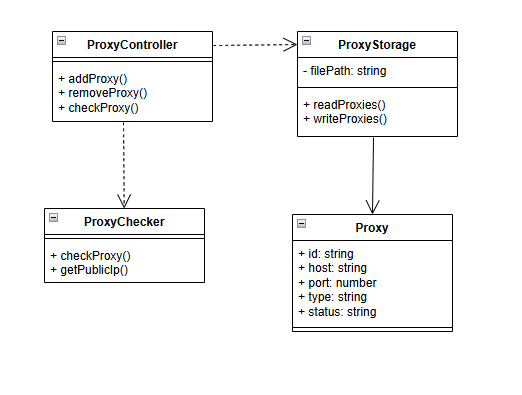 ProxyController
+ addProxy()
+ removeProxy()
+ checkProxy()
ProxyStorage
- filePath: string
+ readProxies()
+ writeProxies()
ProxyChecker
+ checkProxy()
+ getPublicIp()
Proxy
+ id: string
+ host: string
+ port: number
+ type: string
+ status: string